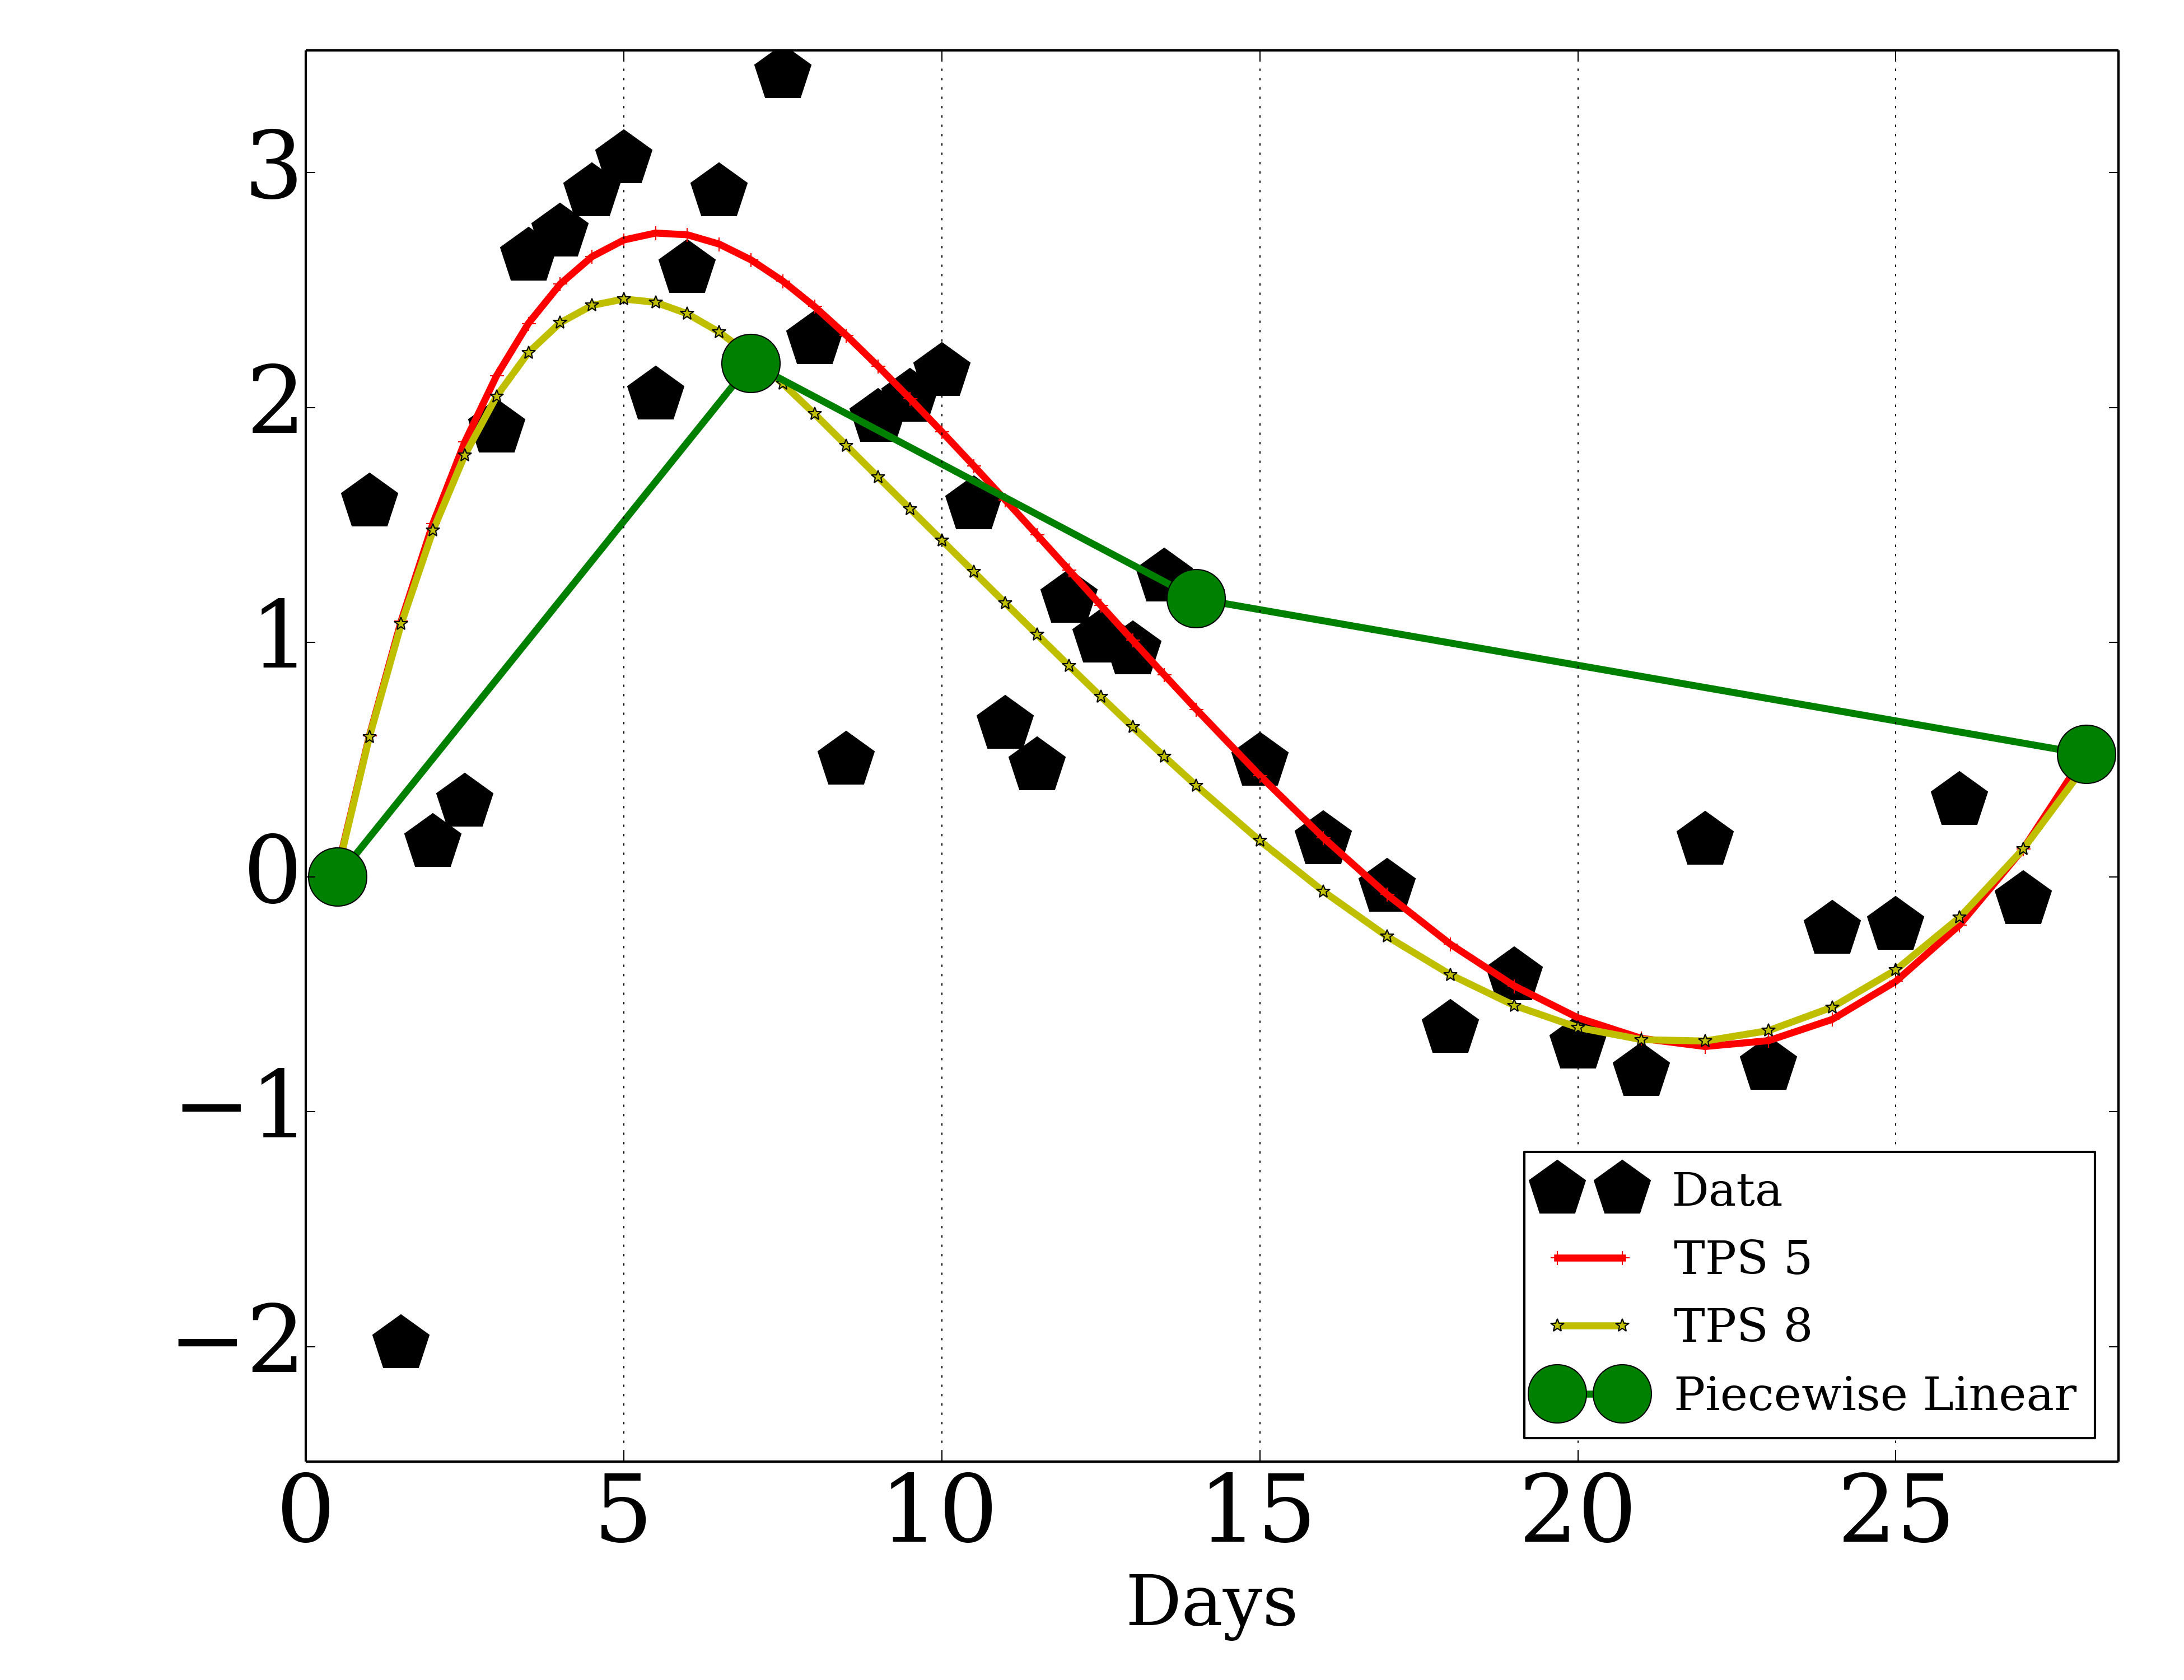 3
2
1
0
−1
−2
Data
TPS 5
TPS 8
Piecewise Linear
0 5 10 15 20 25
Days